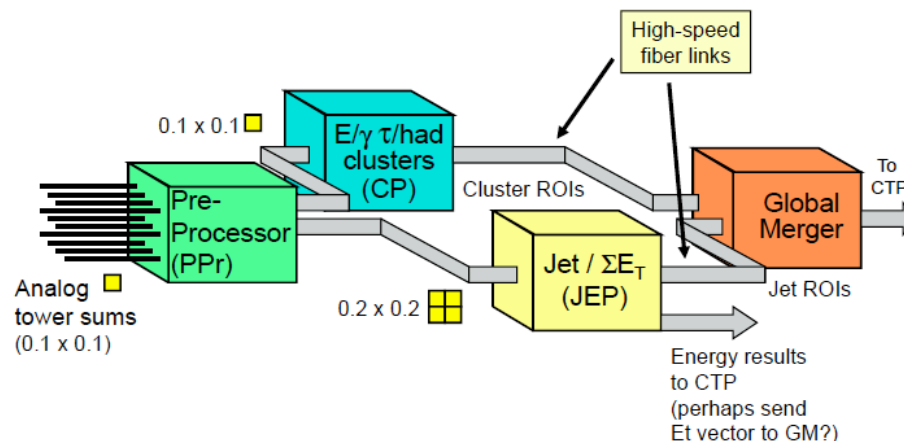 High-speed
fiber links
0.1 x 0.1
E/γ τ/had
clusters
(CP)
Cluster ROIs
To
CTP
Global
Merger
Pre-
Processor
(PPr)
Jet / ΣE_T
(JEP)
Jet ROIs
Analog
tower sums
(0.1 x 0.1)
0.2 x 0.2
Energy results
to CTP
(perhaps send
Et vector to GM?)